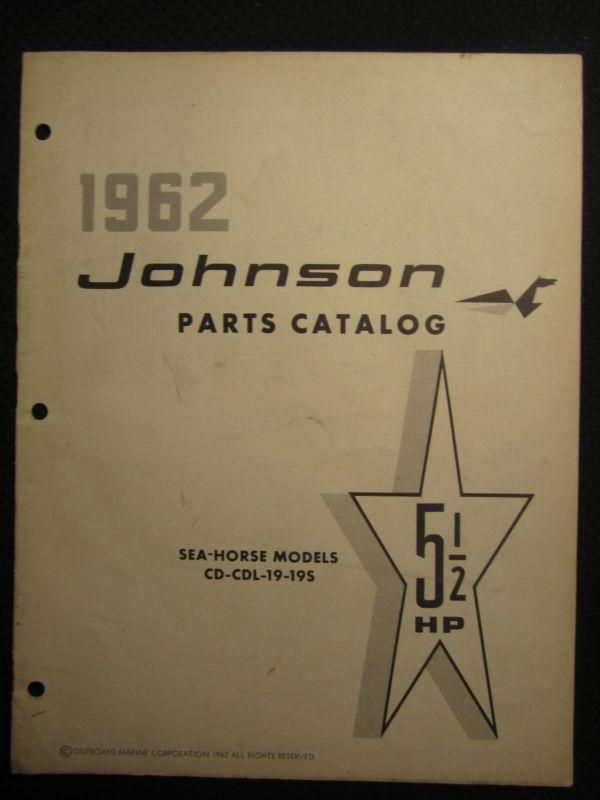 1962
Johnson
PARTS CATALOG
SEA-HORSE MODELS
CD-CDL-19-19S
5 1/2
HP
© OUTBOARD MARINE CORPORATION 1962 ALL RIGHTS RESERVED